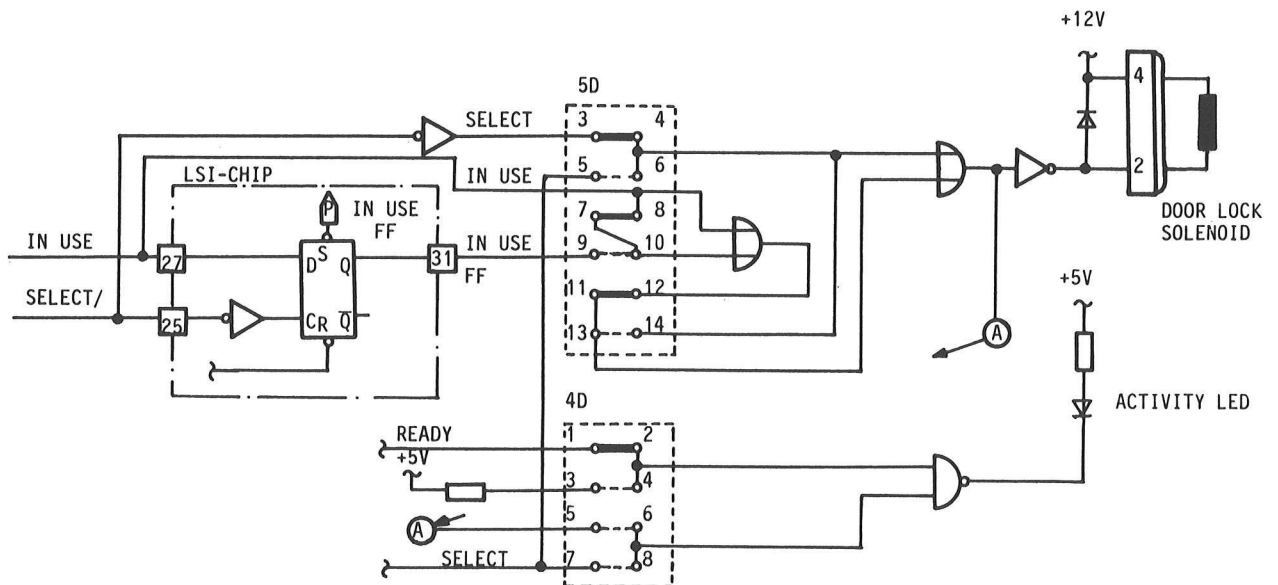 +12V
5D
4
SELECT
3
4
2
LSI-CHIP
5
6
IN USE
P
IN USE
FF
7
8
DOOR LOCK
SOLENOID
IN USE
27
D
S
Q
31
IN USE
FF
9
10
SELECT/
25
C
R
Q
11
12
13
14
+5V
A
4D
ACTIVITY LED
READY
1
2
+5V
3
4
A
5
6
SELECT
7
8